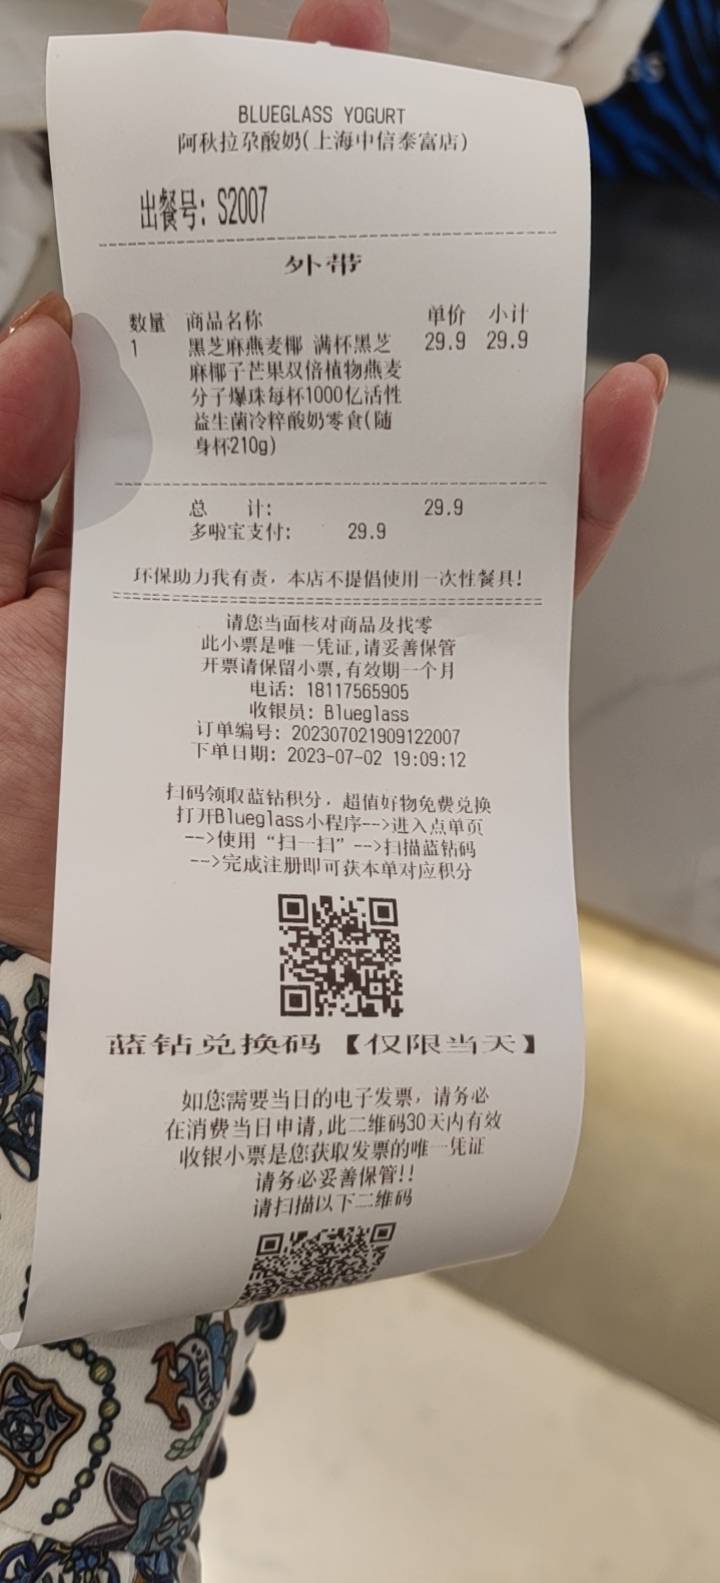 BLUEGLASS YOGURT
阿秋拉尕酸奶(上海中信泰富店)
出餐号: S2007
外带
数量 商品名称 单价 小计
1 黑芝麻燕麦椰 满杯黑芝 29.9 29.9
麻椰子芒果双倍植物燕麦
分子爆珠每杯1000亿活性
益生菌冷粹酸奶零食(随
身杯210g)
总 计: 29.9
多啦宝支付: 29.9
环保助力我有责，本店不提倡使用一次性餐具!
请您当面核对商品及找零
此小票是唯一凭证,请妥善保管
开票请保留小票,有效期一个月
电话: 18117565905
收银员: Blueglass
订单编号: 202307021909122007
下单日期: 2023-07-02 19:09:12
扫码领取蓝钻积分，超值好物免费兑换
打开Blueglass小程序-->进入点单页
-->使用“扫一扫”-->扫描蓝钻码
-->完成注册即可获本单对应积分
蓝钻兑换码【仅限当天】
如您需要当日的电子发票，请务必
在消费当日申请,此二维码30天内有效
收银小票是您获取发票的唯一凭证
请务必妥善保管!!
请扫描以下二维码